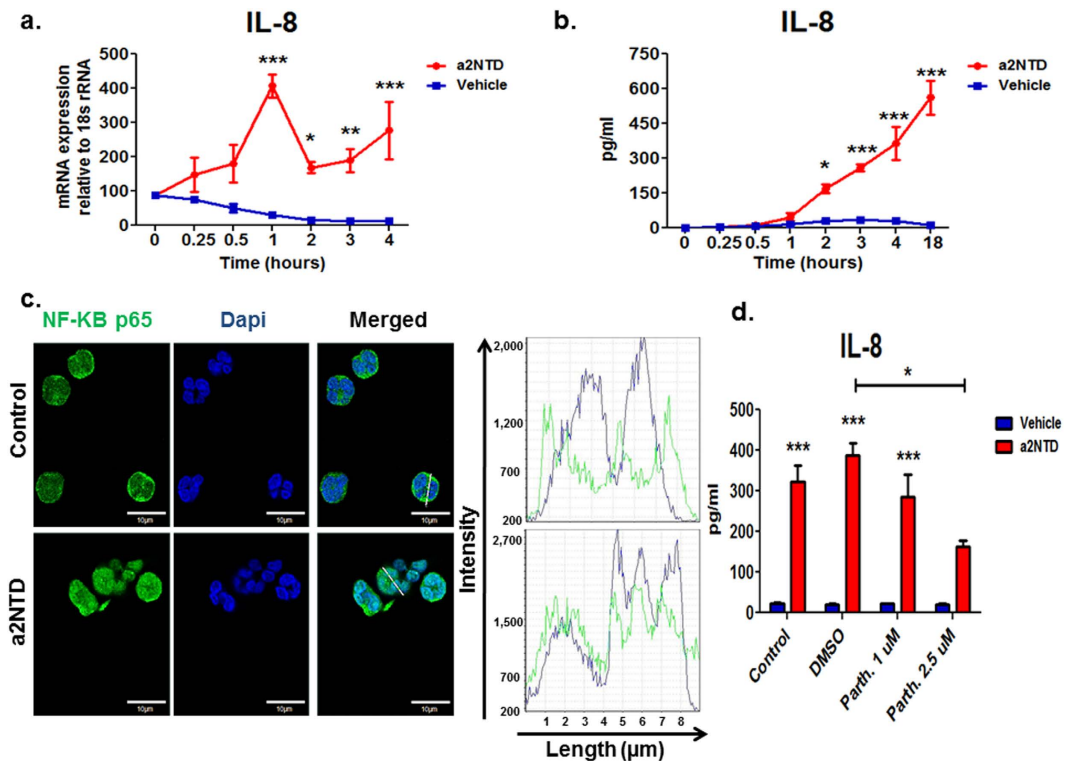 a.
IL-8
mRNA expression
relative to 18s rRNA
500
400
300
200
100
0
***
*
**
***
a2NTD
Vehicle
0 0.25 0.5 1 2 3 4
Time (hours)
b.
IL-8
pg/ml
750
600
450
300
150
0
*
***
***
***
a2NTD
Vehicle
0 0.25 0.5 1 2 3 4 18
Time (hours)
c.
NF-KB p65 Dapi Merged
Control
10µm 10µm 10µm
a2NTD
10µm 10µm 10µm
Intensity
2,000
1,200
700
200
2,700
1,500
700
200
1 2 3 4 5 6 7 8
Length (µm)
d.
IL-8
*
pg/ml
500
400
300
200
100
0
***
***
***
Vehicle
a2NTD
Control
DMSO
Parth. 1 uM
Parth. 2.5 uM